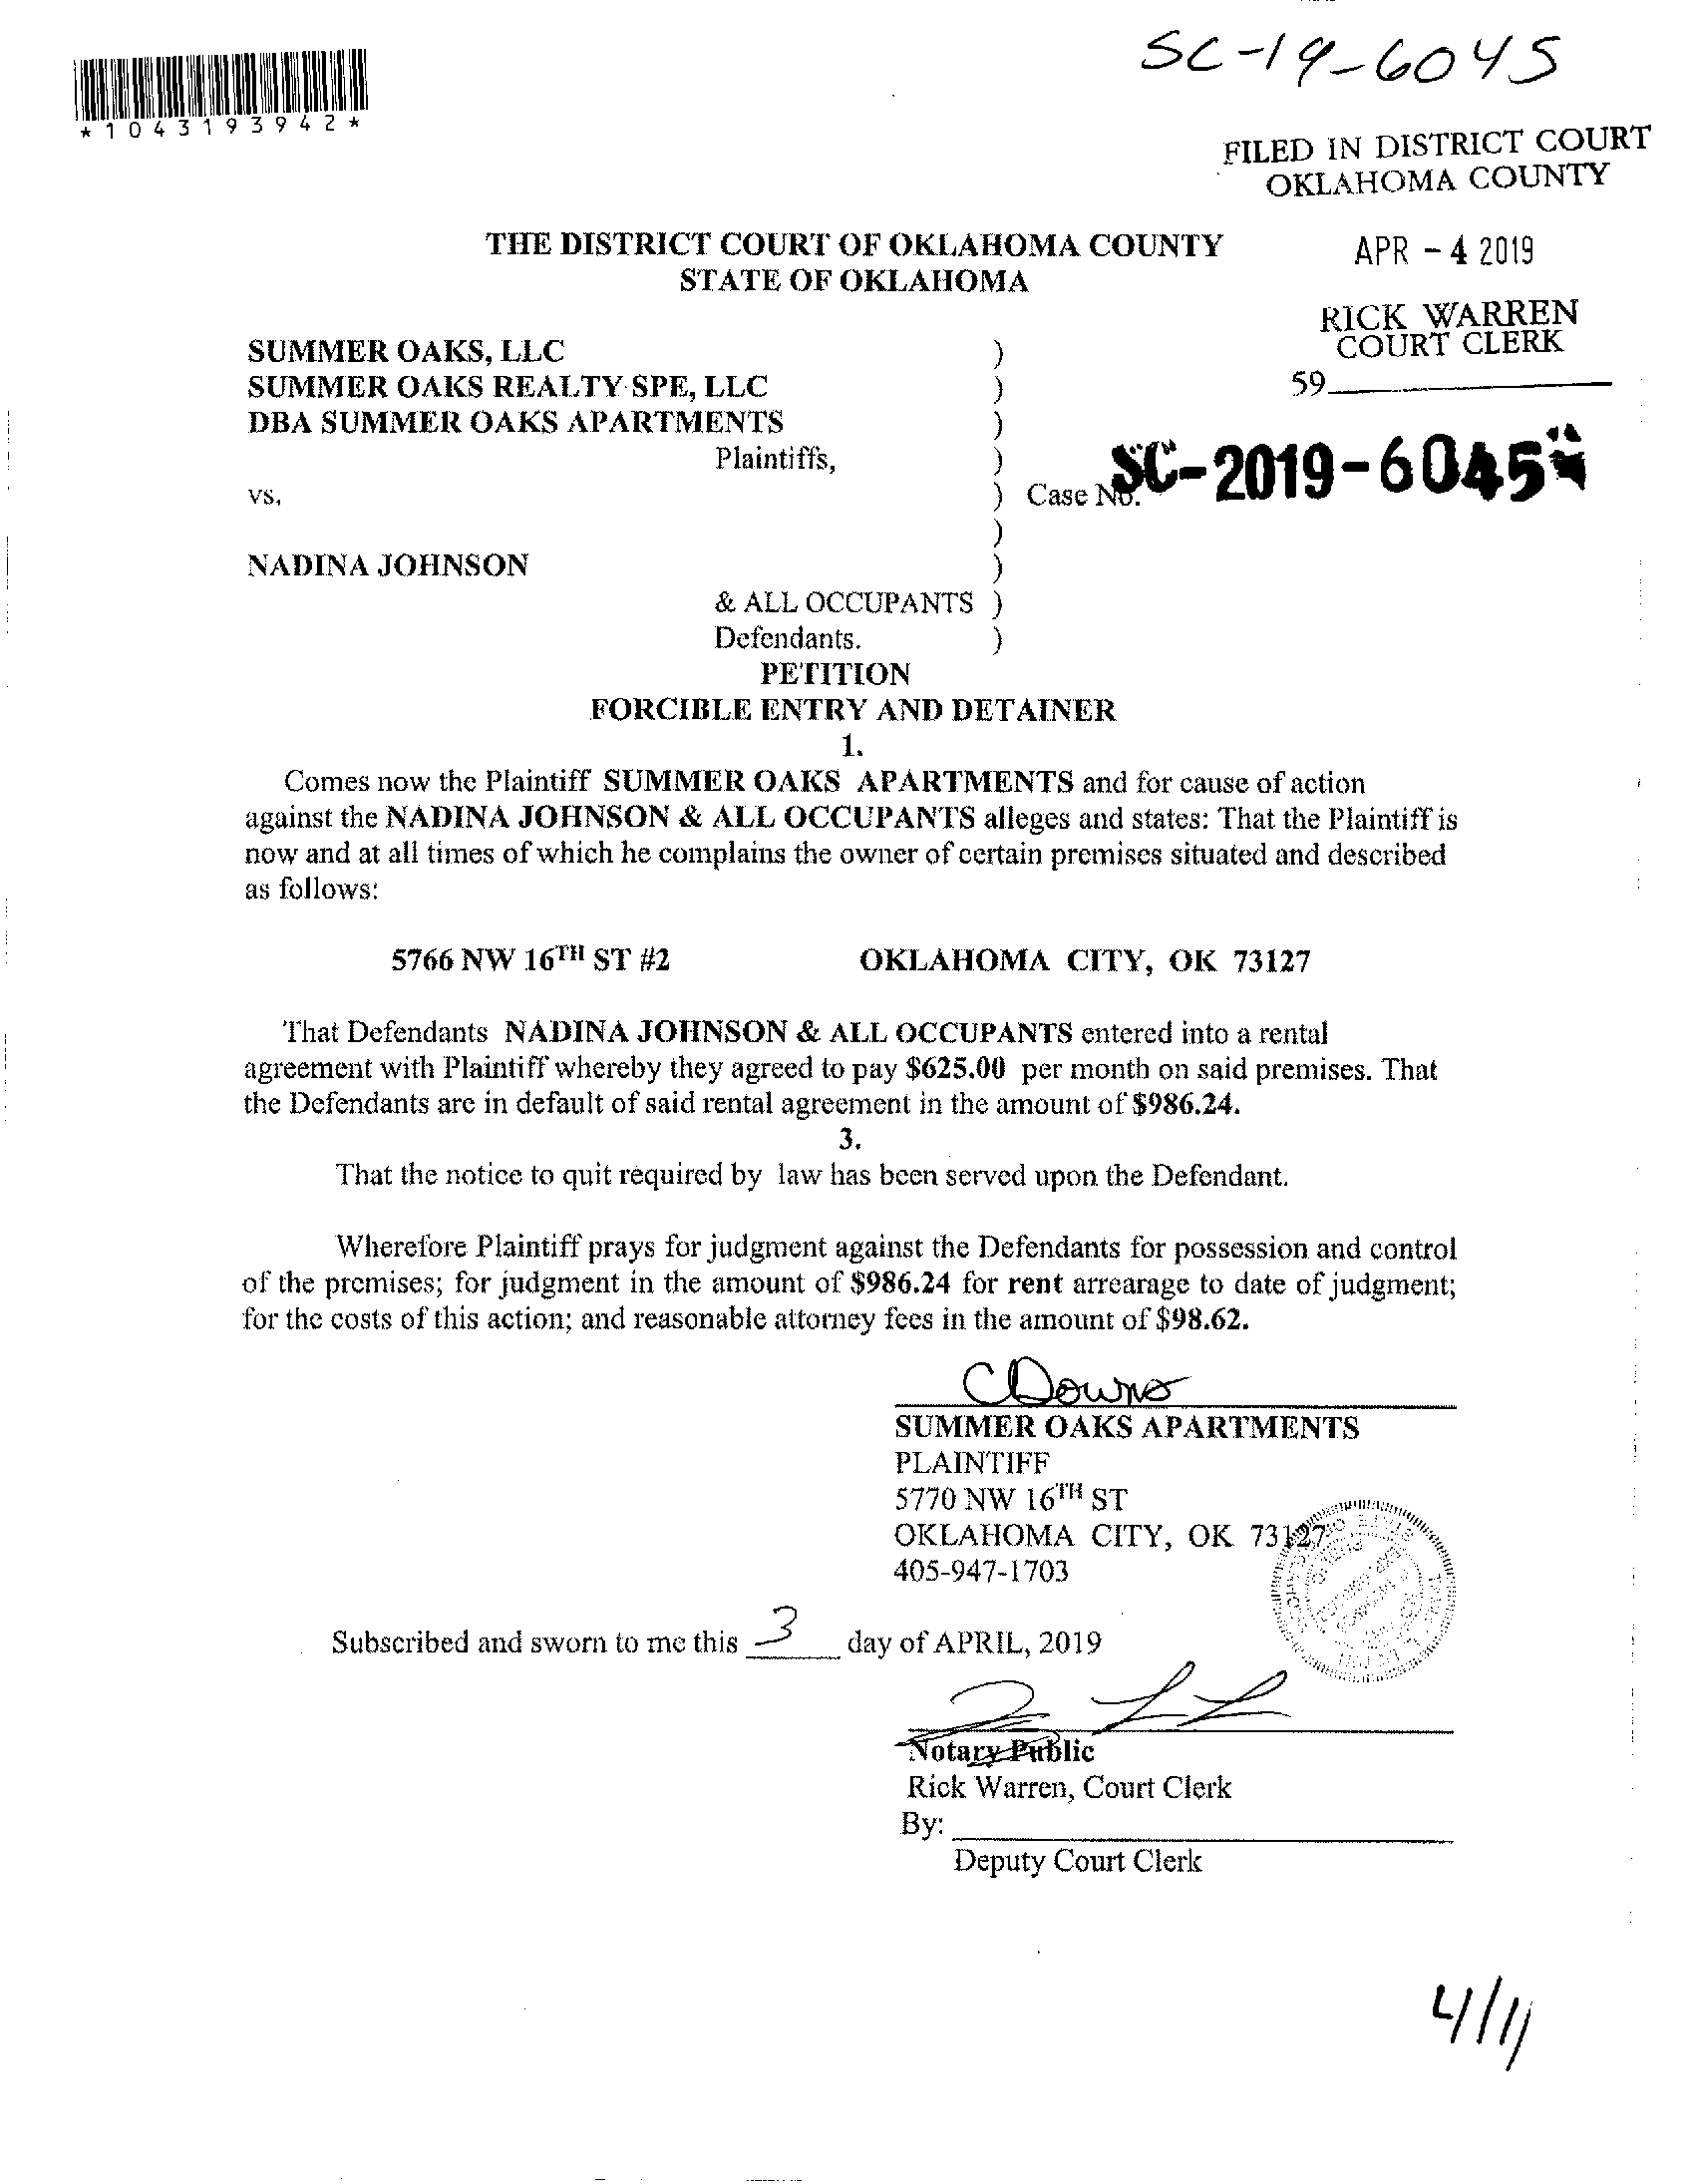 SC-19-6045
*1043193942*
FILED IN DISTRICT COURT
OKLAHOMA COUNTY
THE DISTRICT COURT OF OKLAHOMA COUNTY
STATE OF OKLAHOMA
APR - 4 2019
RICK WARREN
COURT CLERK
59
SUMMER OAKS, LLC )
SUMMER OAKS REALTY SPE, LLC )
DBA SUMMER OAKS APARTMENTS )
Plaintiffs, )
vs. ) Case No. SC-2019-6045
)
NADINA JOHNSON )
& ALL OCCUPANTS )
Defendants. )
PETITION
FORCIBLE ENTRY AND DETAINER
1.
Comes now the Plaintiff SUMMER OAKS APARTMENTS and for cause of action
against the NADINA JOHNSON & ALL OCCUPANTS alleges and states: That the Plaintiff is
now and at all times of which he complains the owner of certain premises situated and described
as follows:
5766 NW 16TH ST #2 OKLAHOMA CITY, OK 73127
That Defendants NADINA JOHNSON & ALL OCCUPANTS entered into a rental
agreement with Plaintiff whereby they agreed to pay $625.00 per month on said premises. That
the Defendants are in default of said rental agreement in the amount of $986.24.
3.
That the notice to quit required by law has been served upon the Defendant.
Wherefore Plaintiff prays for judgment against the Defendants for possession and control
of the premises; for judgment in the amount of $986.24 for rent arrearage to date of judgment;
for the costs of this action; and reasonable attorney fees in the amount of $98.62.
CDowns
SUMMER OAKS APARTMENTS
PLAINTIFF
5770 NW 16TH ST
OKLAHOMA CITY, OK 73127
405-947-1703
Subscribed and sworn to me this 3 day of APRIL, 2019
Notary Public
Rick Warren, Court Clerk
By:
Deputy Court Clerk
4/11